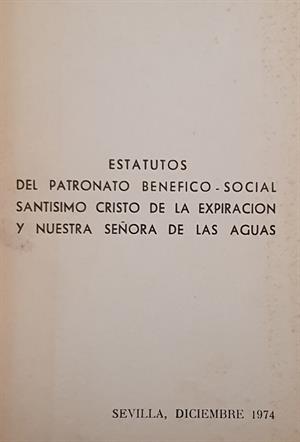 ESTATUTOS
DEL PATRONATO BENEFICO - SOCIAL
SANTISIMO CRISTO DE LA EXPIRACION
Y NUESTRA SEÑORA DE LAS AGUAS
SEVILLA, DICIEMBRE 1974